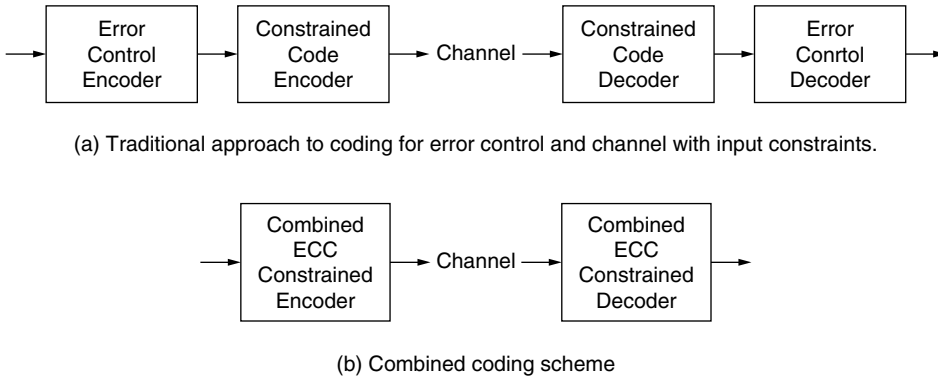 Error
Control
Encoder
Constrained
Code
Encoder
Channel
Constrained
Code
Decoder
Error
Conrtol
Decoder
(a) Traditional approach to coding for error control and channel with input constraints.
Combined
ECC
Constrained
Encoder
Channel
Combined
ECC
Constrained
Decoder
(b) Combined coding scheme